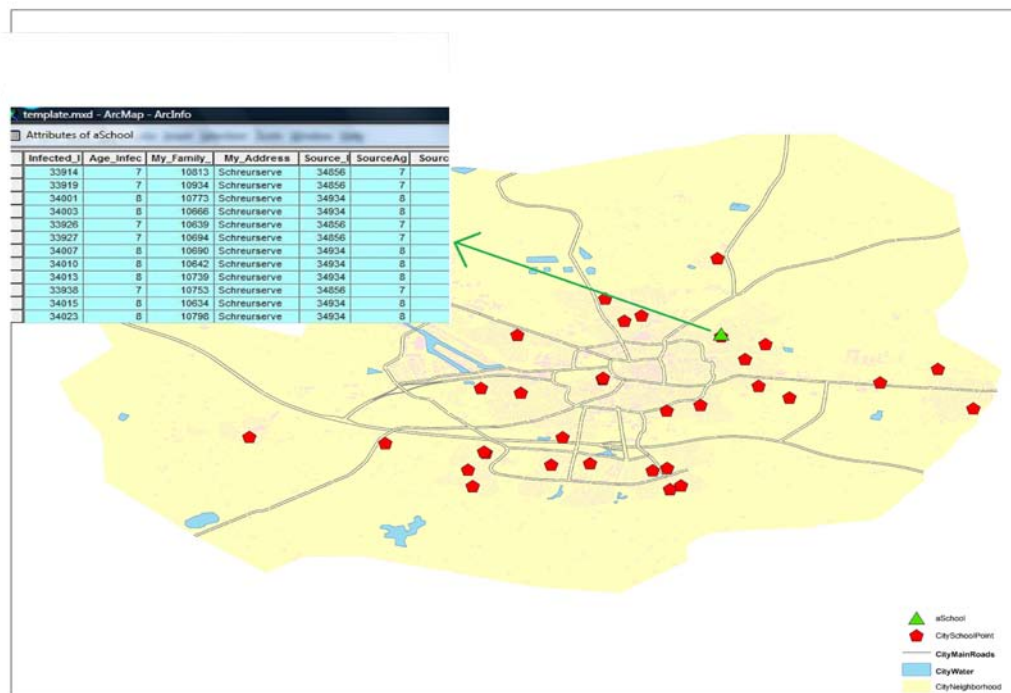 template.mxd - ArcMap - ArcInfo
Attributes of aSchool
Infected_I Age_Infec My_Family_ My_Address Source_I SourceAg Sourc
33914 7 10813 Schreurserve 34856 7
33919 7 10934 Schreurserve 34856 7
34001 8 10773 Schreurserve 34934 8
34003 8 10666 Schreurserve 34934 8
33926 7 10639 Schreurserve 34856 7
33927 7 10694 Schreurserve 34856 7
34007 8 10690 Schreurserve 34934 8
34010 8 10642 Schreurserve 34934 8
34013 8 10739 Schreurserve 34934 8
33938 7 10753 Schreurserve 34856 7
34015 8 10634 Schreurserve 34934 8
34023 8 10798 Schreurserve 34934 8
aSchool
CitySchoolPoint
CityMainRoads
CityWater
CityNeighborhood